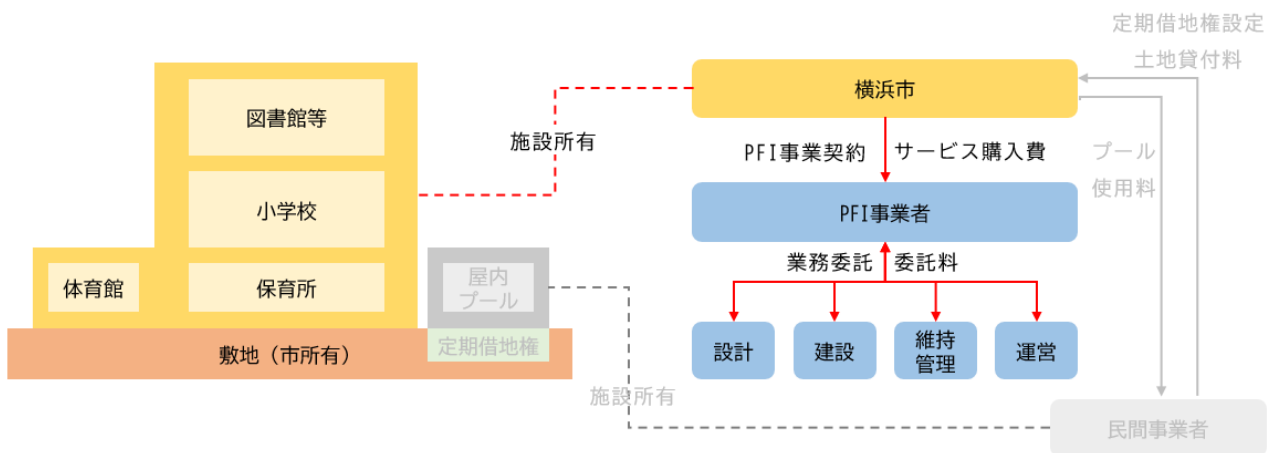 定期借地権設定
土地貸付料
横浜市
図書館等
施設所有
PFI事業契約
サービス購入費
プール
使用料
小学校
PFI事業者
業務委託
委託料
体育館
保育所
屋内
プール
定期借地権
敷地（市所有）
設計
建設
維持
管理
運営
施設所有
民間事業者